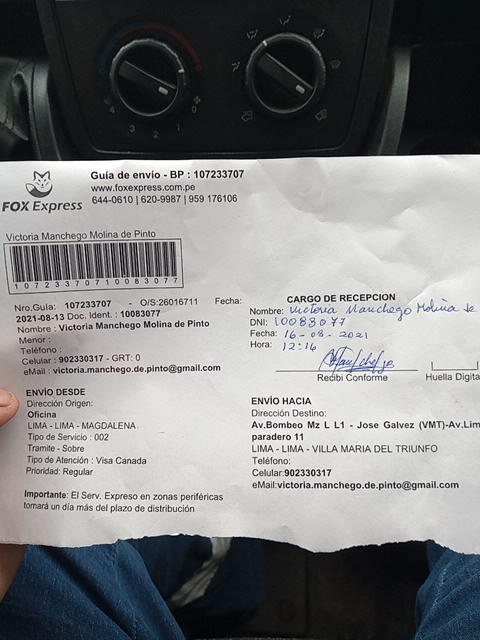 FOX Express
Guía de envío - BP : 107233707
www.foxexpress.com.pe
644-0610 | 620-9987 | 959 176106
Victoria Manchego Molina de Pinto
10723370710083077
Nro.Guía: 107233707 - O/S:26016711 Fecha:
2021-08-13 Doc. Ident. : 10083077
Nombre : Victoria Manchego Molina de Pinto
Menor :
Teléfono :
Celular : 902330317 - GRT: 0
eMail : victoria.manchego.de.pinto@gmail.com
ENVÍO DESDE
Dirección Origen:
Oficina
LIMA - LIMA - MAGDALENA
Tipo de Servicio : 002
Tramite - Sobre
Tipo de Atención : Visa Canada
Prioridad: Regular
Importante: El Serv. Expreso en zonas periféricas
tomará un día más del plazo de distribución
CARGO DE RECEPCION
Nombre: Victoria Manchego Molina de
DNI: 10083077
Fecha: 16-08-2021
Hora: 12:16
Recibi Conforme
Huella Digita
ENVÍO HACIA
Dirección Destino:
Av.Bombeo Mz L L1 - Jose Galvez (VMT)-Av.Lim
paradero 11
LIMA - LIMA - VILLA MARIA DEL TRIUNFO
Teléfono:
Celular:902330317
eMail:victoria.manchego.de.pinto@gmail.com
3 2 1